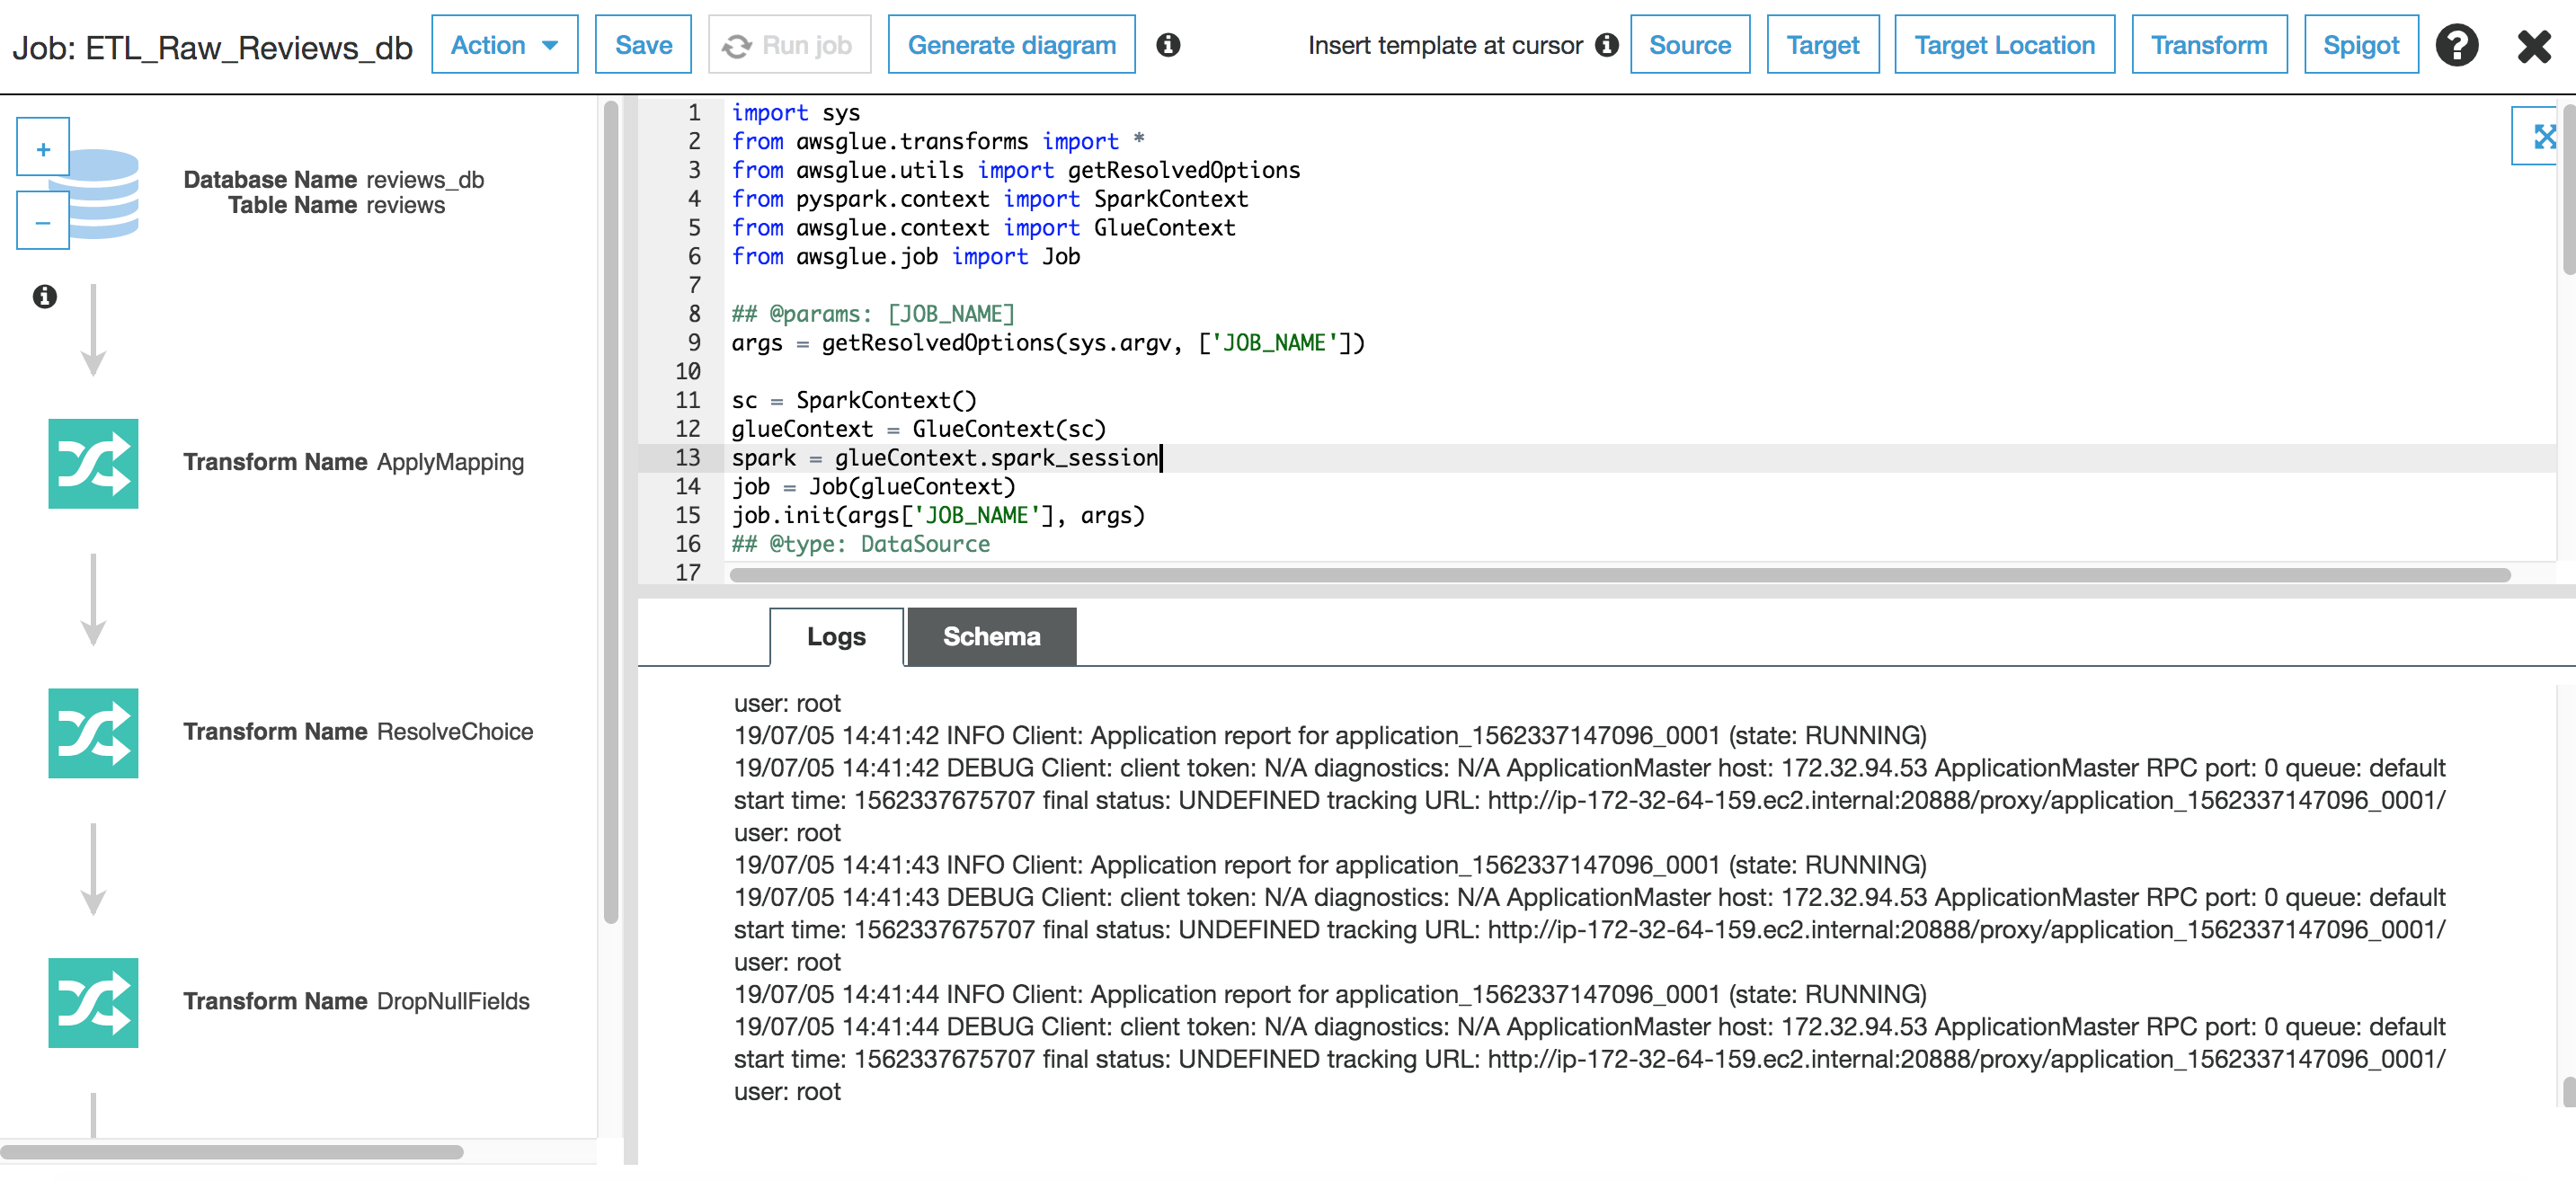 Job: ETL_Raw_Reviews_db Action Save Run job Generate diagram Insert template at cursor Source Target Target Location Transform Spigot
+
−
Database Name reviews_db
Table Name reviews
Transform Name ApplyMapping
Transform Name ResolveChoice
Transform Name DropNullFields
1 import sys
2 from awsglue.transforms import *
3 from awsglue.utils import getResolvedOptions
4 from pyspark.context import SparkContext
5 from awsglue.context import GlueContext
6 from awsglue.job import Job
7
8 ## @params: [JOB_NAME]
9 args = getResolvedOptions(sys.argv, ['JOB_NAME'])
10
11 sc = SparkContext()
12 glueContext = GlueContext(sc)
13 spark = glueContext.spark_session
14 job = Job(glueContext)
15 job.init(args['JOB_NAME'], args)
16 ## @type: DataSource
17
Logs Schema
user: root
19/07/05 14:41:42 INFO Client: Application report for application_1562337147096_0001 (state: RUNNING)
19/07/05 14:41:42 DEBUG Client: client token: N/A diagnostics: N/A ApplicationMaster host: 172.32.94.53 ApplicationMaster RPC port: 0 queue: default
start time: 1562337675707 final status: UNDEFINED tracking URL: http://ip-172-32-64-159.ec2.internal:20888/proxy/application_1562337147096_0001/
user: root
19/07/05 14:41:43 INFO Client: Application report for application_1562337147096_0001 (state: RUNNING)
19/07/05 14:41:43 DEBUG Client: client token: N/A diagnostics: N/A ApplicationMaster host: 172.32.94.53 ApplicationMaster RPC port: 0 queue: default
start time: 1562337675707 final status: UNDEFINED tracking URL: http://ip-172-32-64-159.ec2.internal:20888/proxy/application_1562337147096_0001/
user: root
19/07/05 14:41:44 INFO Client: Application report for application_1562337147096_0001 (state: RUNNING)
19/07/05 14:41:44 DEBUG Client: client token: N/A diagnostics: N/A ApplicationMaster host: 172.32.94.53 ApplicationMaster RPC port: 0 queue: default
start time: 1562337675707 final status: UNDEFINED tracking URL: http://ip-172-32-64-159.ec2.internal:20888/proxy/application_1562337147096_0001/
user: root